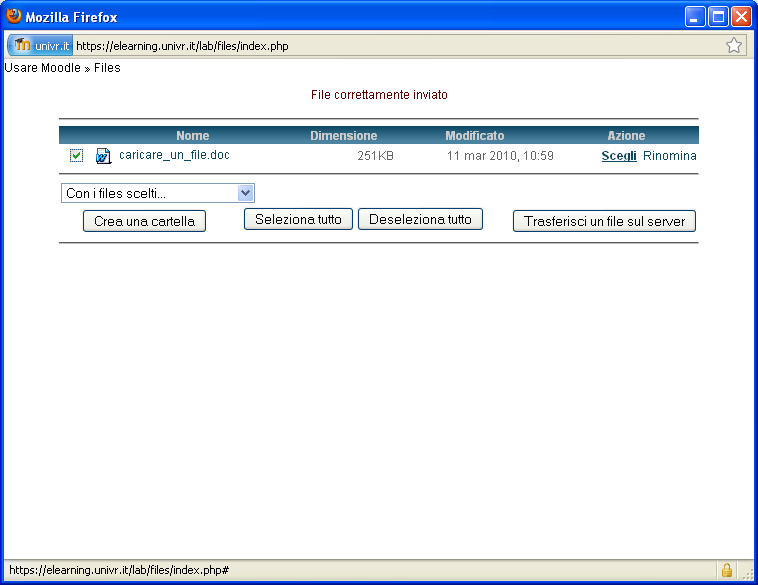 Mozilla Firefox
univr.it https://elearning.univr.it/lab/files/index.php
Usare Moodle » Files
File correttamente inviato
Nome Dimensione Modificato Azione
caricare_un_file.doc 251KB 11 mar 2010, 10:59 Scegli Rinomina
Con i files scelti...
Crea una cartella Seleziona tutto Deseleziona tutto Trasferisci un file sul server
https://elearning.univr.it/lab/files/index.php#